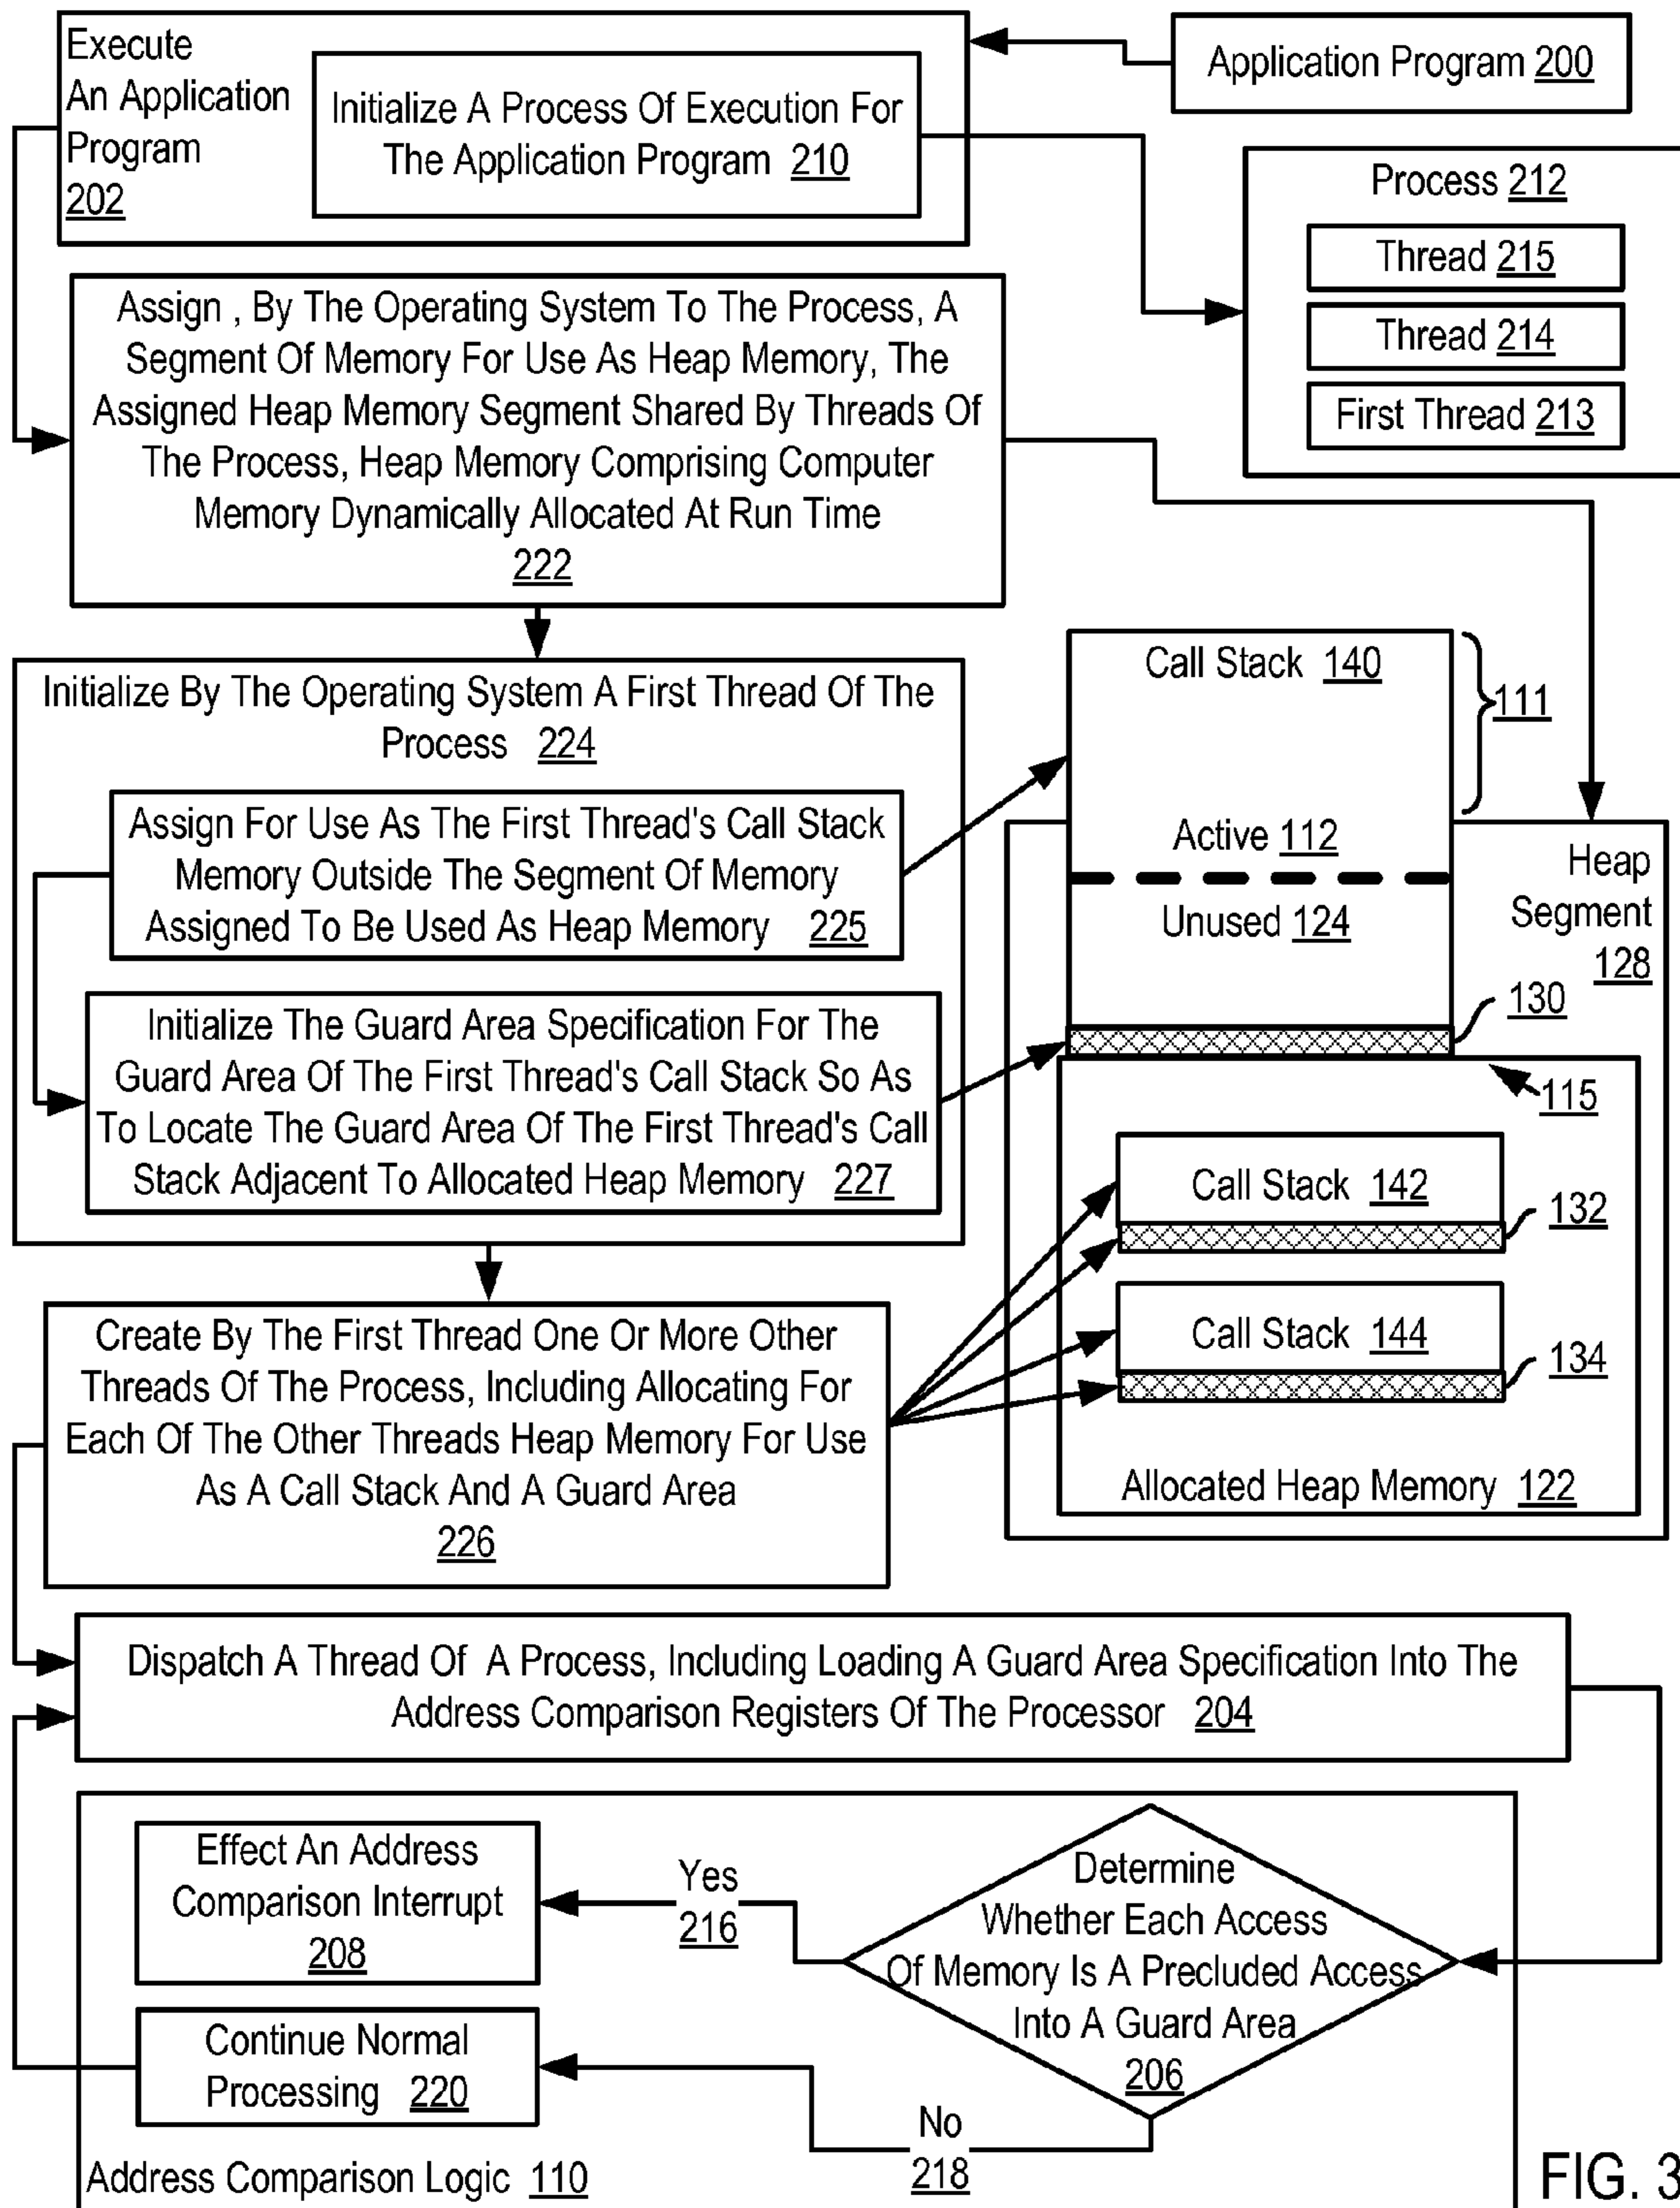 Execute
An Application
Program
202
Initialize A Process Of Execution For
The Application Program 210
Application Program 200
Process 212
Thread 215
Thread 214
First Thread 213
Assign , By The Operating System To The Process, A
Segment Of Memory For Use As Heap Memory, The
Assigned Heap Memory Segment Shared By Threads Of
The Process, Heap Memory Comprising Computer
Memory Dynamically Allocated At Run Time
222
Initialize By The Operating System A First Thread Of The
Process 224
Assign For Use As The First Thread's Call Stack
Memory Outside The Segment Of Memory
Assigned To Be Used As Heap Memory 225
Initialize The Guard Area Specification For The
Guard Area Of The First Thread's Call Stack So As
To Locate The Guard Area Of The First Thread's Call
Stack Adjacent To Allocated Heap Memory 227
Call Stack 140
111
Active 112
Unused 124
Heap
Segment
128
130
115
Call Stack 142
132
Call Stack 144
134
Allocated Heap Memory 122
Create By The First Thread One Or More Other
Threads Of The Process, Including Allocating For
Each Of The Other Threads Heap Memory For Use
As A Call Stack And A Guard Area
226
Dispatch A Thread Of A Process, Including Loading A Guard Area Specification Into The
Address Comparison Registers Of The Processor 204
Effect An Address
Comparison Interrupt
208
Yes
216
Determine
Whether Each Access
Of Memory Is A Precluded Access
Into A Guard Area
206
Continue Normal
Processing 220
No
218
Address Comparison Logic 110
FIG. 3